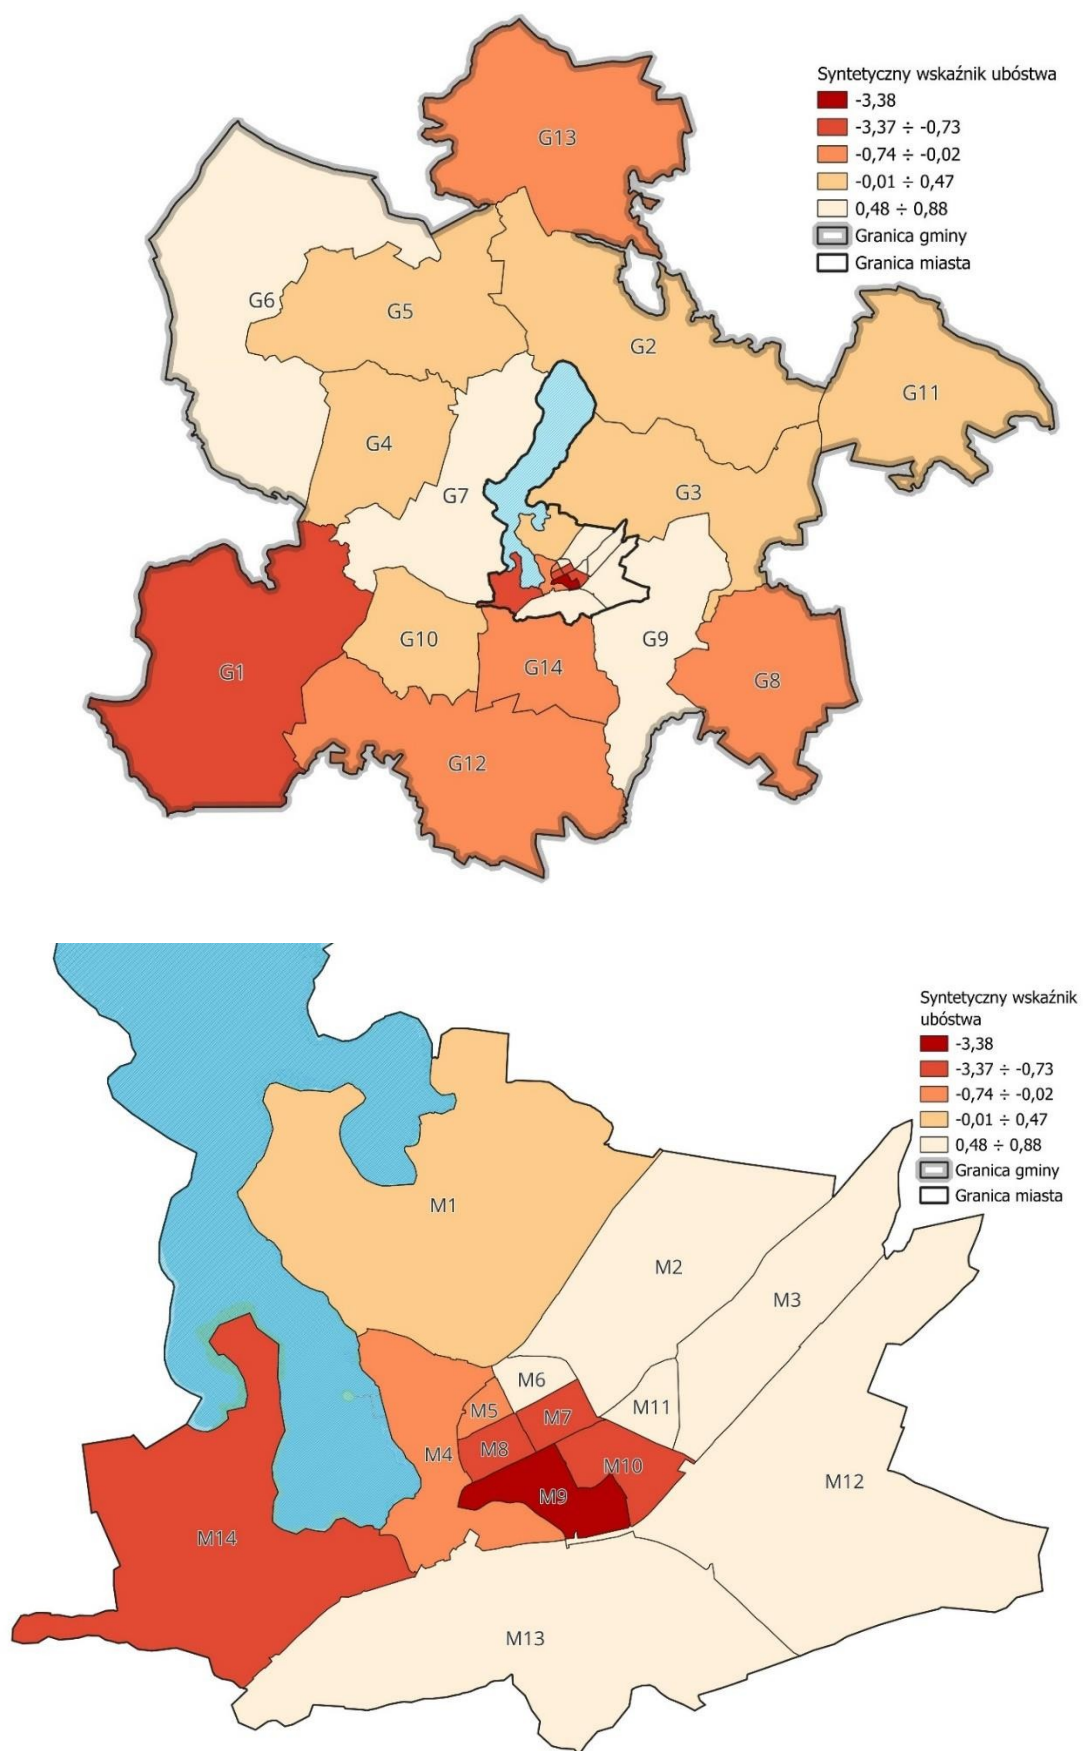 Syntetyczny wskaźnik ubóstwa
-3,38
-3,37 ÷ -0,73
-0,74 ÷ -0,02
-0,01 ÷ 0,47
0,48 ÷ 0,88
Granica gminy
Granica miasta
G13
G6
G5
G2
G11
G4
G7
G3
G10
G9
G1
G14
G8
G12
Syntetyczny wskaźnik
ubóstwa
-3,38
-3,37 ÷ -0,73
-0,74 ÷ -0,02
-0,01 ÷ 0,47
0,48 ÷ 0,88
Granica gminy
Granica miasta
M1
M2
M3
M6
M5
M7
M11
M4
M8
M10
M9
M12
M14
M13